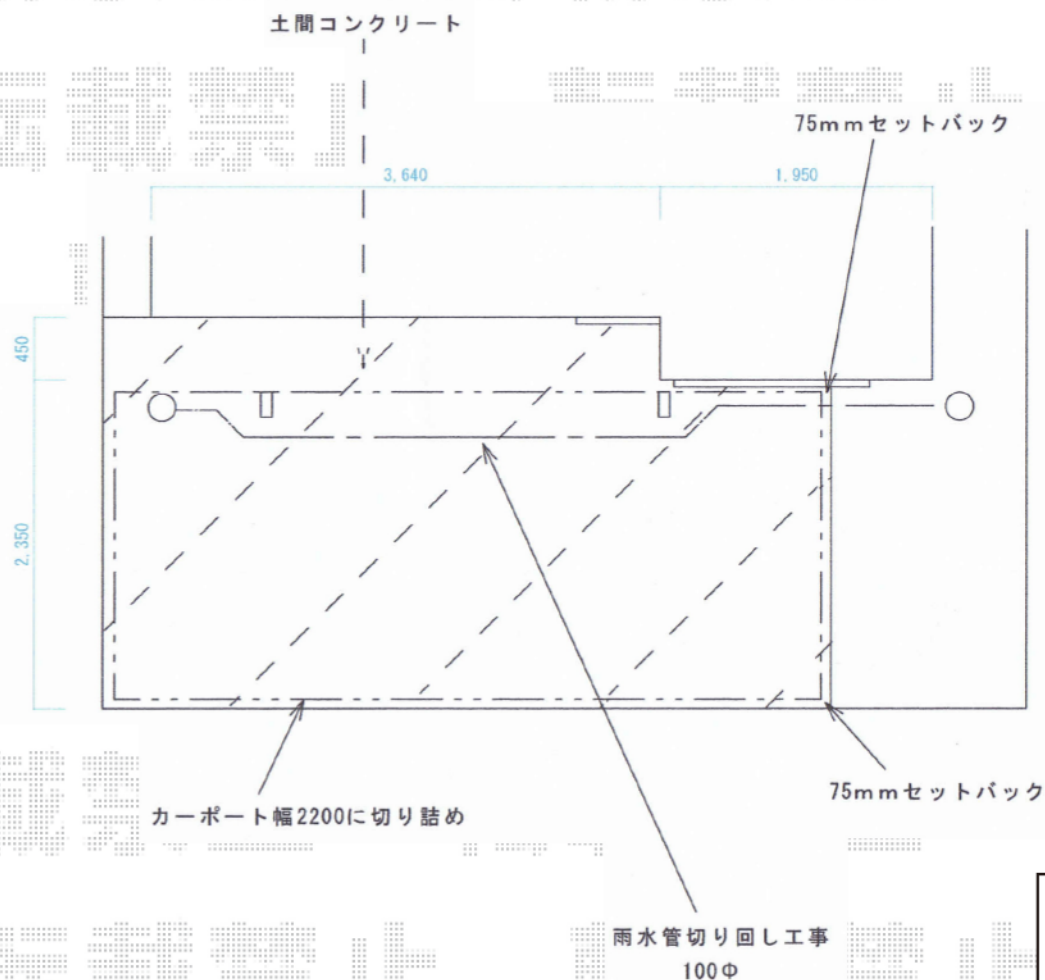 土間コンクリート
75mmセットバック
3,640
1,950
450
2,350
カーポート幅2200に切り詰め
75mmセットバック
雨水管切り回し工事
100Φ